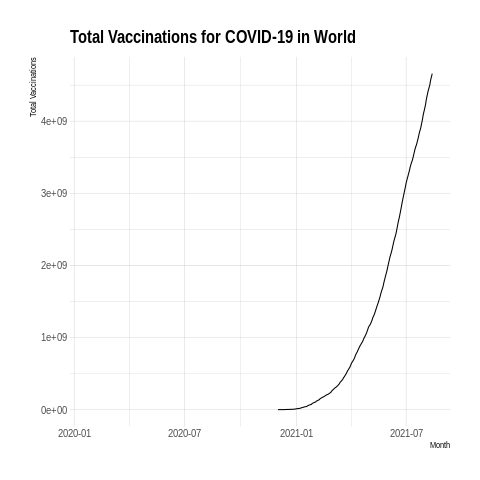 Total Vaccinations for COVID-19 in World
Total Vaccinations
4e+09
3e+09
2e+09
1e+09
0e+00
2020-01 2020-07 2021-01 2021-07
Month